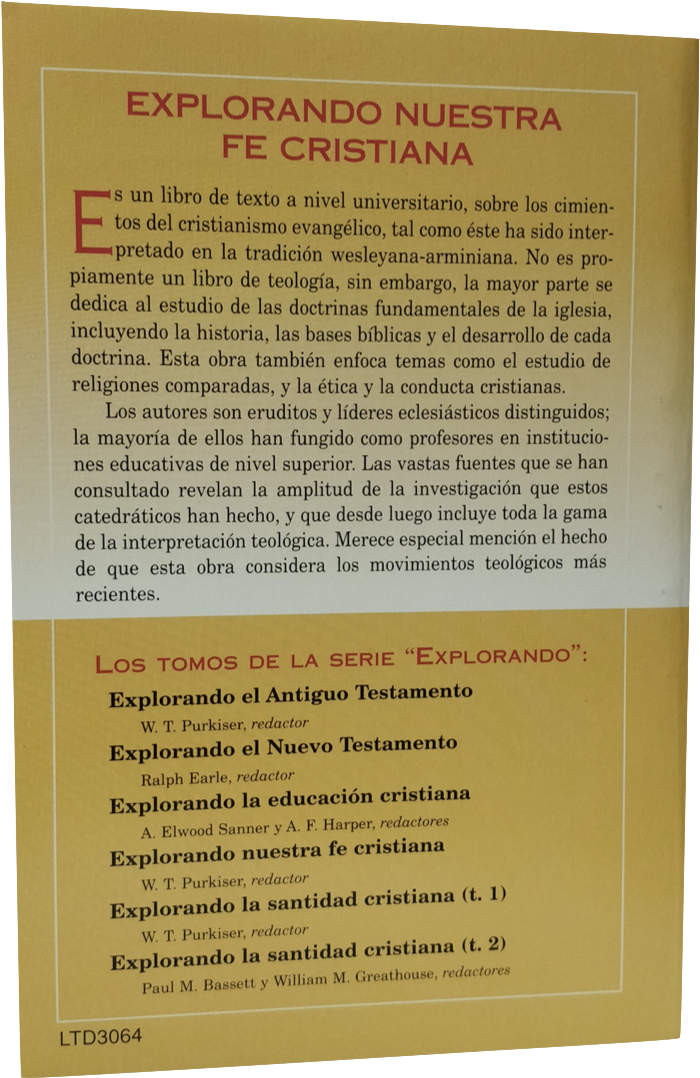 EXPLORANDO NUESTRA
FE CRISTIANA
Es un libro de texto a nivel universitario, sobre los cimien-
tos del cristianismo evangélico, tal como éste ha sido inter-
pretado en la tradición wesleyana-arminiana. No es pro-
piamente un libro de teología, sin embargo, la mayor parte se
dedica al estudio de las doctrinas fundamentales de la iglesia,
incluyendo la historia, las bases bíblicas y el desarrollo de cada
doctrina. Esta obra también enfoca temas como el estudio de
religiones comparadas, y la ética y la conducta cristianas.
Los autores son eruditos y líderes eclesiásticos distinguidos;
la mayoría de ellos han fungido como profesores en institucio-
nes educativas de nivel superior. Las vastas fuentes que se han
consultado revelan la amplitud de la investigación que estos
catedráticos han hecho, y que desde luego incluye toda la gama
de la interpretación teológica. Merece especial mención el hecho
de que esta obra considera los movimientos teológicos más
recientes.
LOS TOMOS DE LA SERIE “EXPLORANDO”:
Explorando el Antiguo Testamento
W. T. Purkiser, redactor
Explorando el Nuevo Testamento
Ralph Earle, redactor
Explorando la educación cristiana
A. Elwood Sanner y A. F. Harper, redactores
Explorando nuestra fe cristiana
W. T. Purkiser, redactor
Explorando la santidad cristiana (t. 1)
W. T. Purkiser, redactor
Explorando la santidad cristiana (t. 2)
Paul M. Bassett y William M. Greathouse, redactores
LTD3064